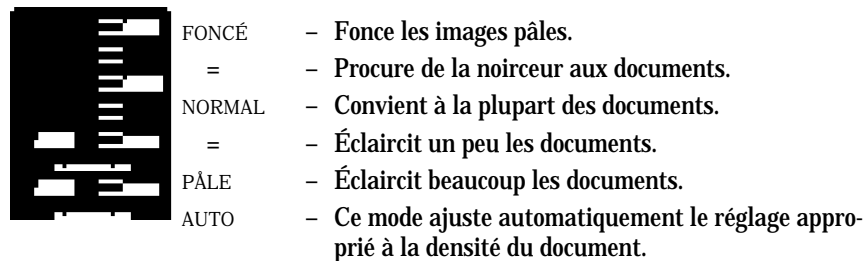 FONCÉ – Fonce les images pâles.
= – Procure de la noirceur aux documents.
NORMAL – Convient à la plupart des documents.
= – Éclaircit un peu les documents.
PÂLE – Éclaircit beaucoup les documents.
AUTO – Ce mode ajuste automatiquement le réglage appro-
prié à la densité du document.